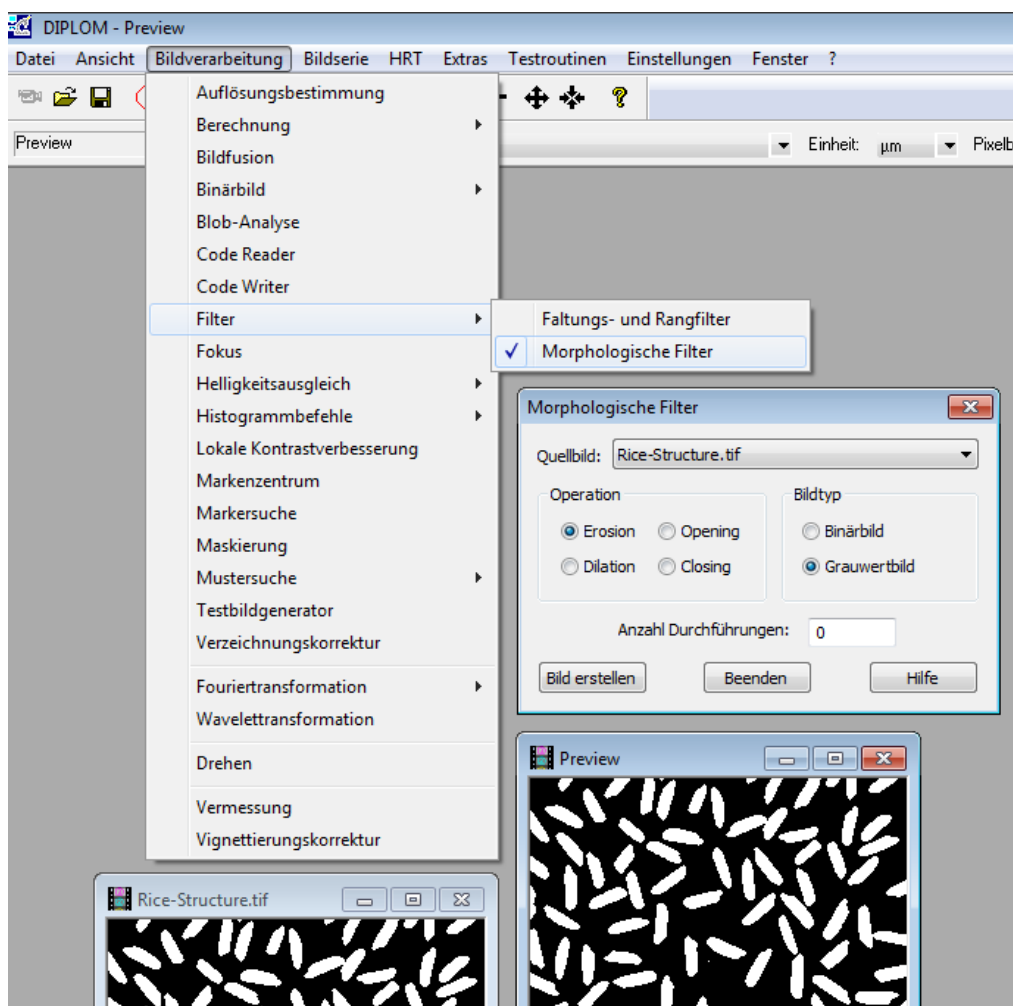 DIPLOM - Preview
Datei Ansicht Bildverarbeitung Bildserie HRT Extras Testroutinen Einstellungen Fenster ?
Preview Einheit: µm
Auflösungsbestimmung
Berechnung
Bildfusion
Binärbild
Blob-Analyse
Code Reader
Code Writer
Filter
Fokus
Helligkeitsausgleich
Histogrammbefehle
Lokale Kontrastverbesserung
Markenzentrum
Markersuche
Maskierung
Mustersuche
Testbildgenerator
Verzeichnungskorrektur
Fouriertransformation
Wavelettransformation
Drehen
Vermessung
Vignettierungskorrektur
Faltungs- und Rangfilter
Morphologische Filter
Morphologische Filter
Quellbild: Rice-Structure.tif
Operation Bildtyp
Erosion Opening Binärbild
Dilation Closing Grauwertbild
Anzahl Durchführungen: 0
Bild erstellen Beenden Hilfe
Preview
Rice-Structure.tif